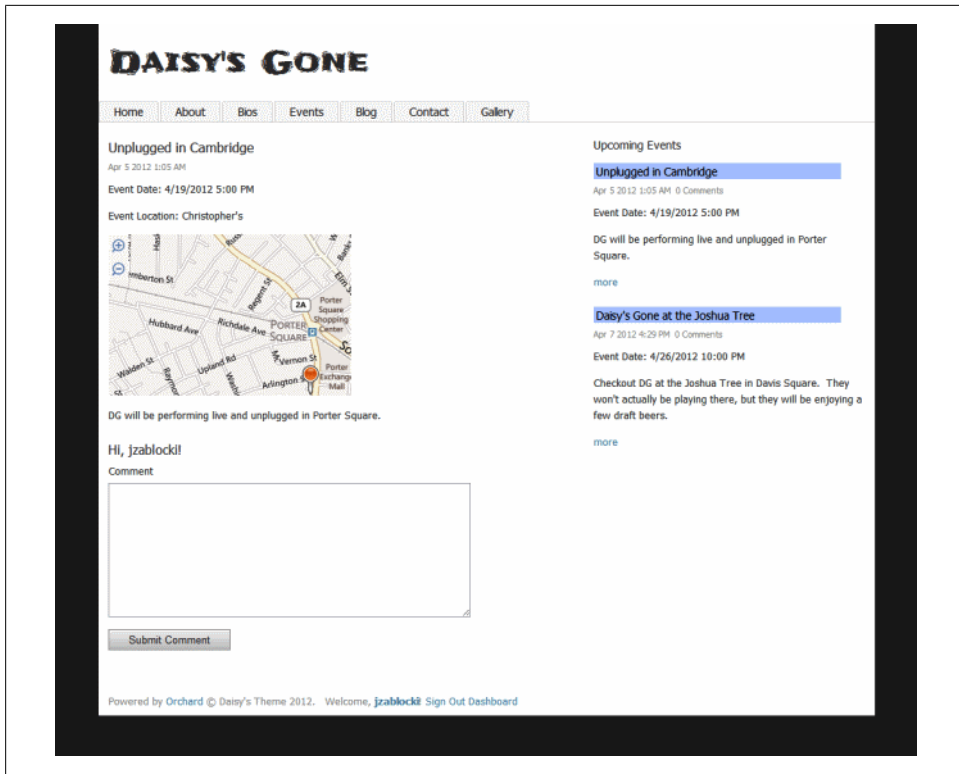 DAISY'S GONE
Home About Bios Events Blog Contact Gallery
Unplugged in Cambridge
Apr 5 2012 1:05 AM
Event Date: 4/19/2012 5:00 PM
Event Location: Christopher's
mberton St
Regent St
Elm St
2A
Porter
Square
Shopping
Center
Hubbard Ave
Richdale Ave
PORTER
SQUARE
Walden St
Upland Rd
Vernon St
Arlington S
Porter
Exchange
Mall
DG will be performing live and unplugged in Porter Square.
Hi, jzablocki!
Comment
Submit Comment
Upcoming Events
Unplugged in Cambridge
Apr 5 2012 1:05 AM 0 Comments
Event Date: 4/19/2012 5:00 PM
DG will be performing live and unplugged in Porter
Square.
more
Daisy's Gone at the Joshua Tree
Apr 7 2012 4:29 PM 0 Comments
Event Date: 4/26/2012 10:00 PM
Checkout DG at the Joshua Tree in Davis Square. They
won't actually be playing there, but they will be enjoying a
few draft beers.
more
Powered by Orchard © Daisy's Theme 2012. Welcome, jzablocki! Sign Out Dashboard